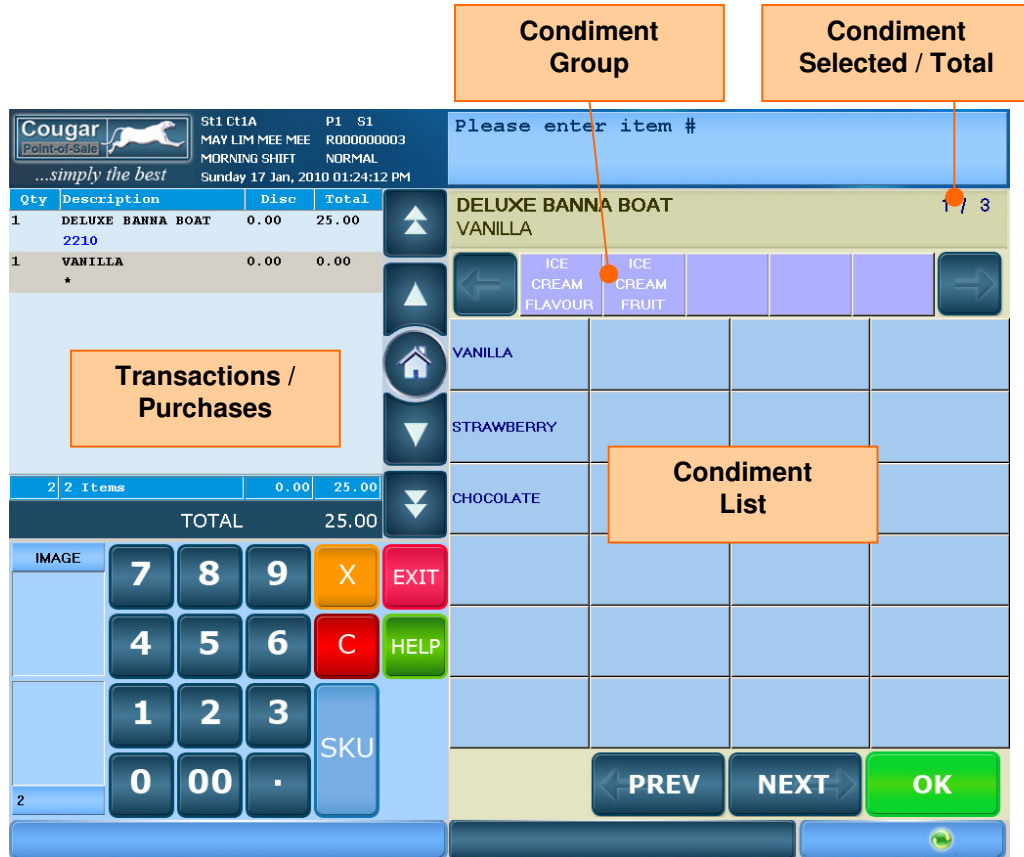 Condiment
Group
Condiment
Selected / Total
Cougar
Point-of-Sale
...simply the best
St1 Ct1A P1 S1
MAY LIM MEE MEE R000000003
MORNING SHIFT NORMAL
Sunday 17 Jan, 2010 01:24:12 PM
Please enter item #
Qty Description Disc Total
1 DELUXE BANNA BOAT 0.00 25.00
2210
1 VANILLA 0.00 0.00
*
DELUXE BANNA BOAT 1 / 3
VANILLA
ICE
CREAM
FLAVOUR
ICE
CREAM
FRUIT
Transactions /
Purchases
VANILLA
STRAWBERRY
CHOCOLATE
Condiment
List
2 2 Items 0.00 25.00
TOTAL 25.00
IMAGE
7 8 9 X EXIT
4 5 6 C HELP
1 2 3
SKU
0 00 .
2
PREV NEXT OK